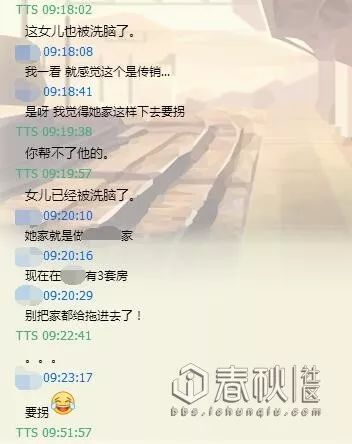 TTS 09:18:02
这女儿也被洗脑了。
09:18:08
我一看 就感觉这个是传销...
09:18:41
是呀 我觉得她家这样下去要拐
TTS 09:19:38
你帮不了他的。
TTS 09:19:57
女儿已经被洗脑了。
09:20:10
她家就是做 家
09:20:16
现在在 有3套房
09:20:29
别把家都给拖进去了！
TTS 09:22:41
。。。
09:23:17
要拐😂
TTS 09:51:57
春秋社区
bbs.ichunqiu.com